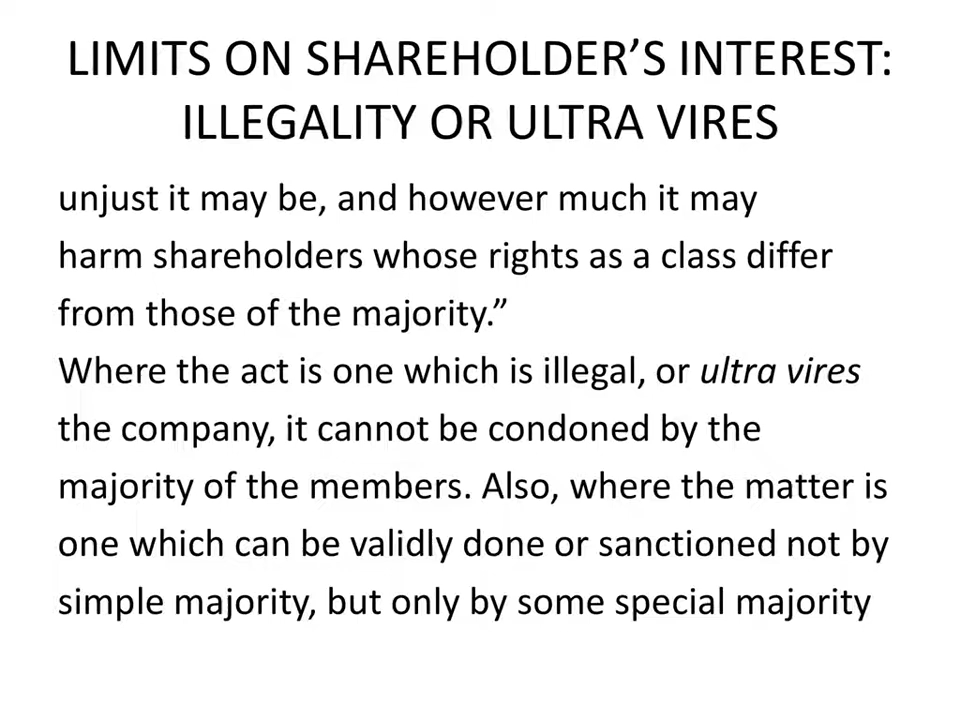 LIMITS ON SHAREHOLDER’S INTEREST:
ILLEGALITY OR ULTRA VIRES
unjust it may be, and however much it may
harm shareholders whose rights as a class differ
from those of the majority.”
Where the act is one which is illegal, or ultra vires
the company, it cannot be condoned by the
majority of the members. Also, where the matter is
one which can be validly done or sanctioned not by
simple majority, but only by some special majority